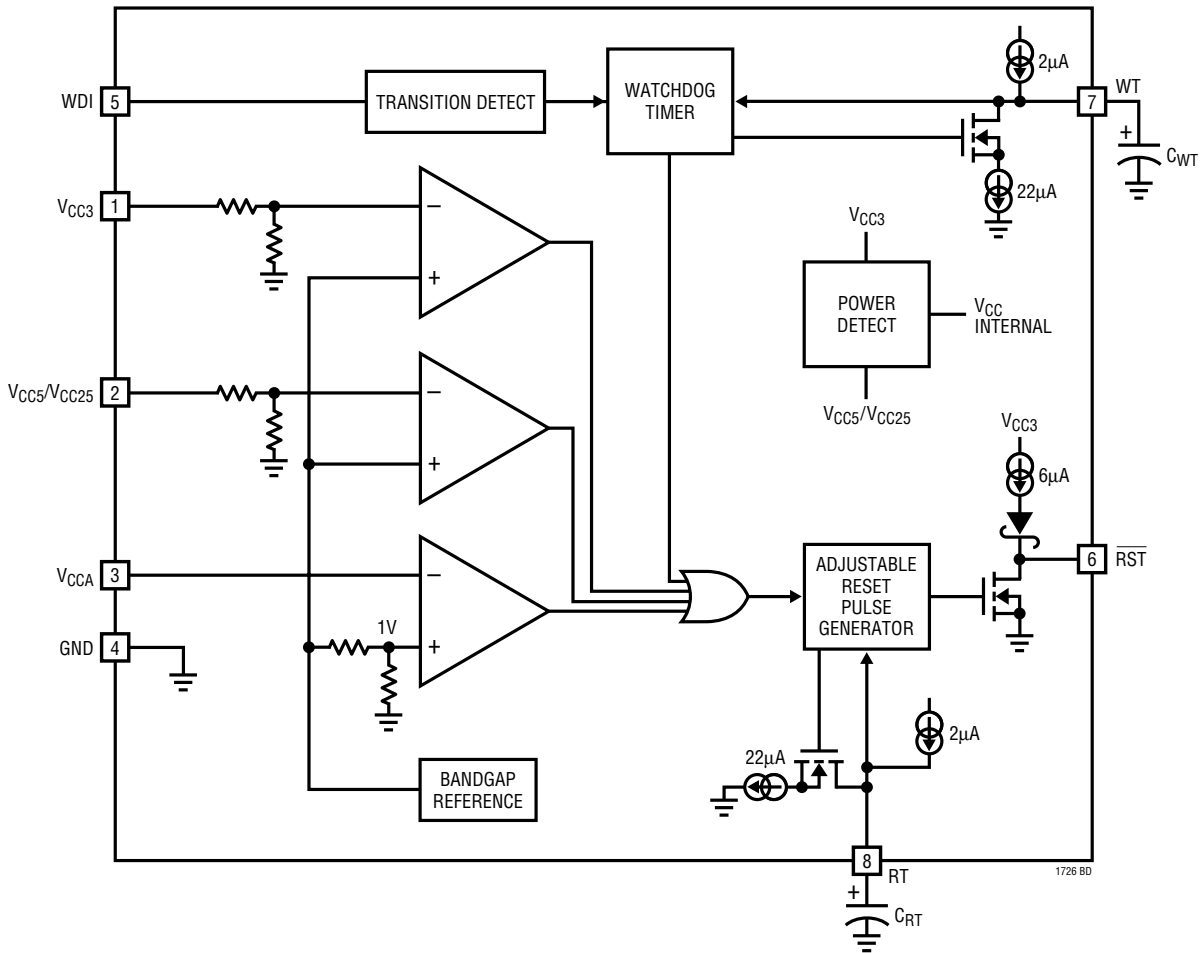 WDI
5
TRANSITION DETECT
WATCHDOG
TIMER
2µA
7
WT
+
CWT
22µA
VCC3
1
−
+
VCC3
POWER
DETECT
VCC
INTERNAL
VCC5/VCC25
VCC5/VCC25
2
−
+
VCC3
6µA
VCCA
3
−
1V
+
GND
4
ADJUSTABLE
RESET
PULSE
GENERATOR
6
RST
2µA
22µA
BANDGAP
REFERENCE
8
RT
1726 BD
+
CRT